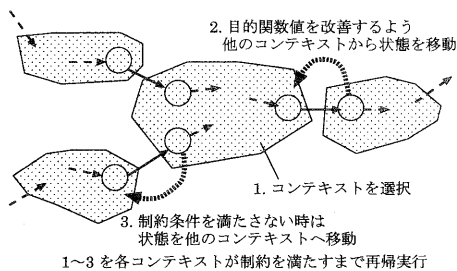 2. 目的関数値を改善するよう
他のコンテキストから状態を移動
1. コンテキストを選択
3. 制約条件を満たさない時は
状態を他のコンテキストへ移動
1~3 を各コンテキストが制約を満たすまで再帰実行